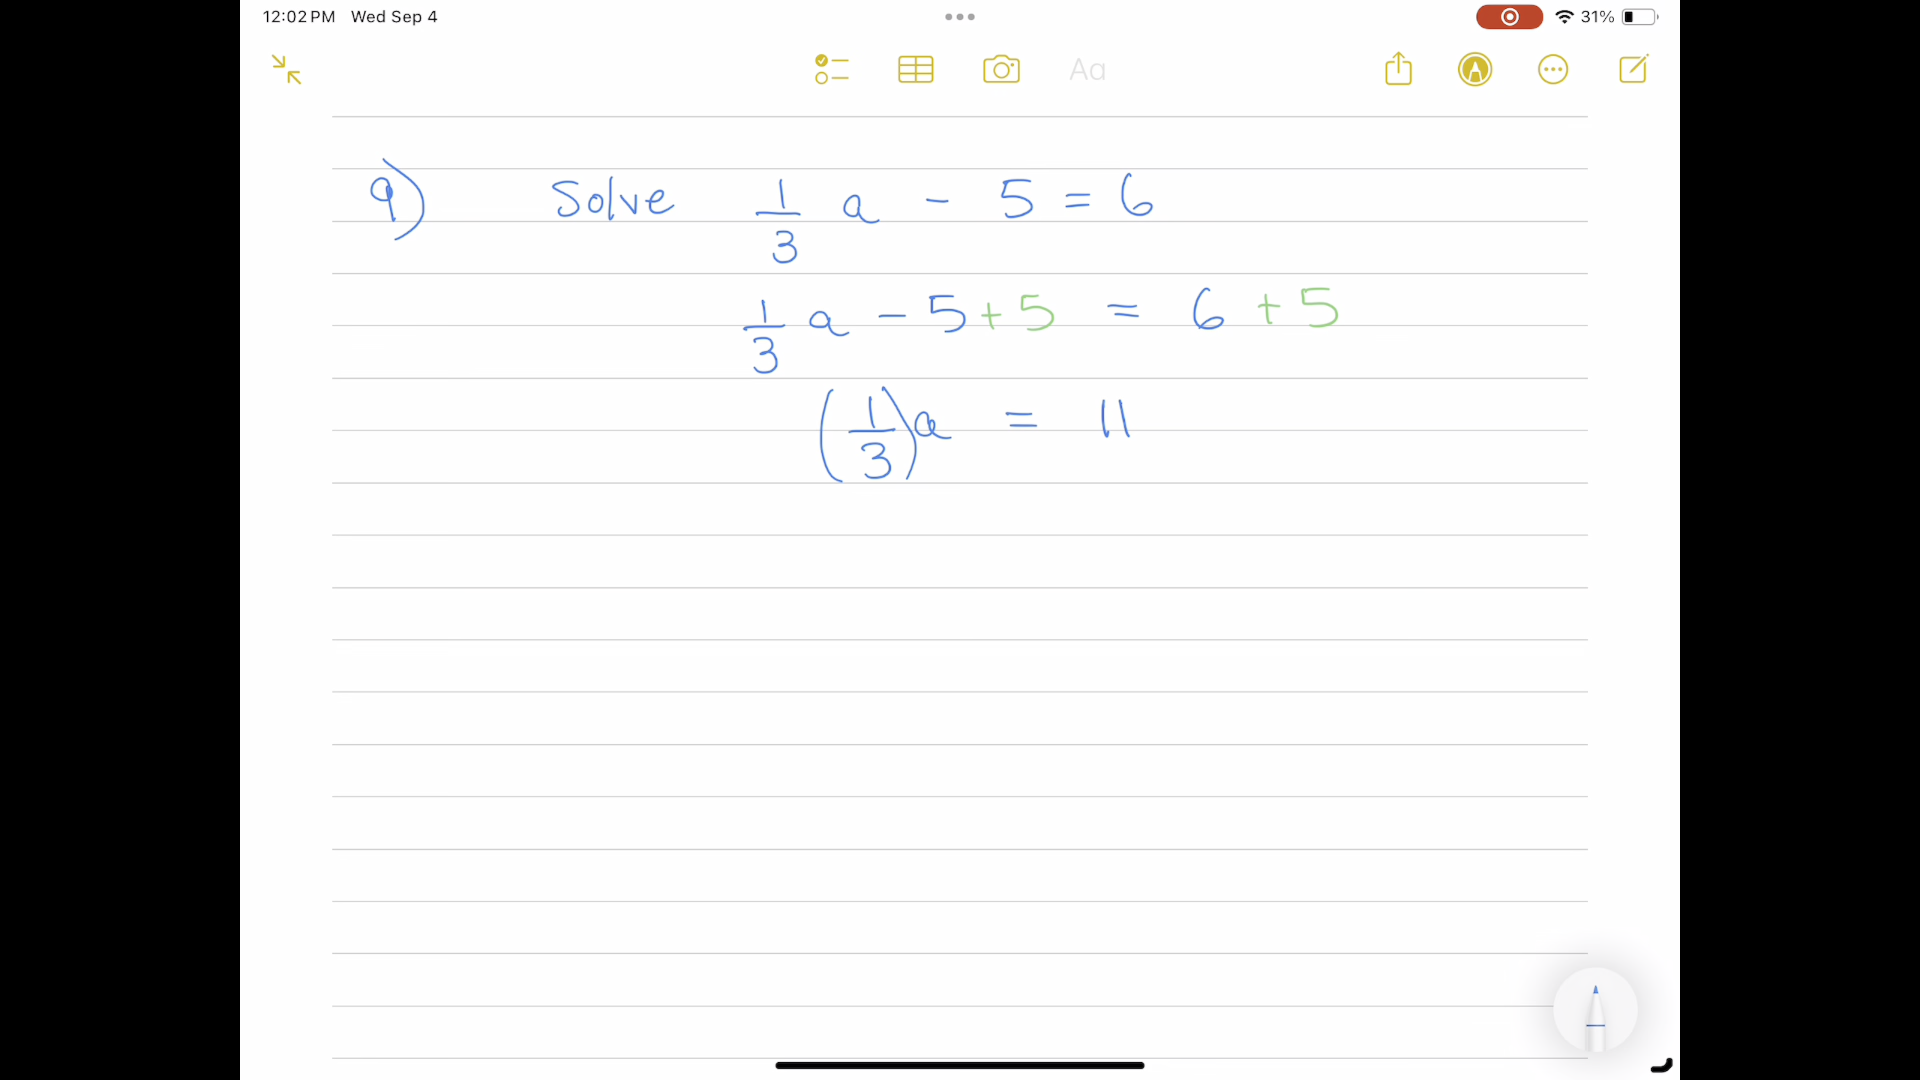 12:02 PM Wed Sep 4
31%
Aa
9) Solve 1/3 a - 5 = 6
1/3 a - 5 + 5 = 6 + 5
(1/3) a = 11